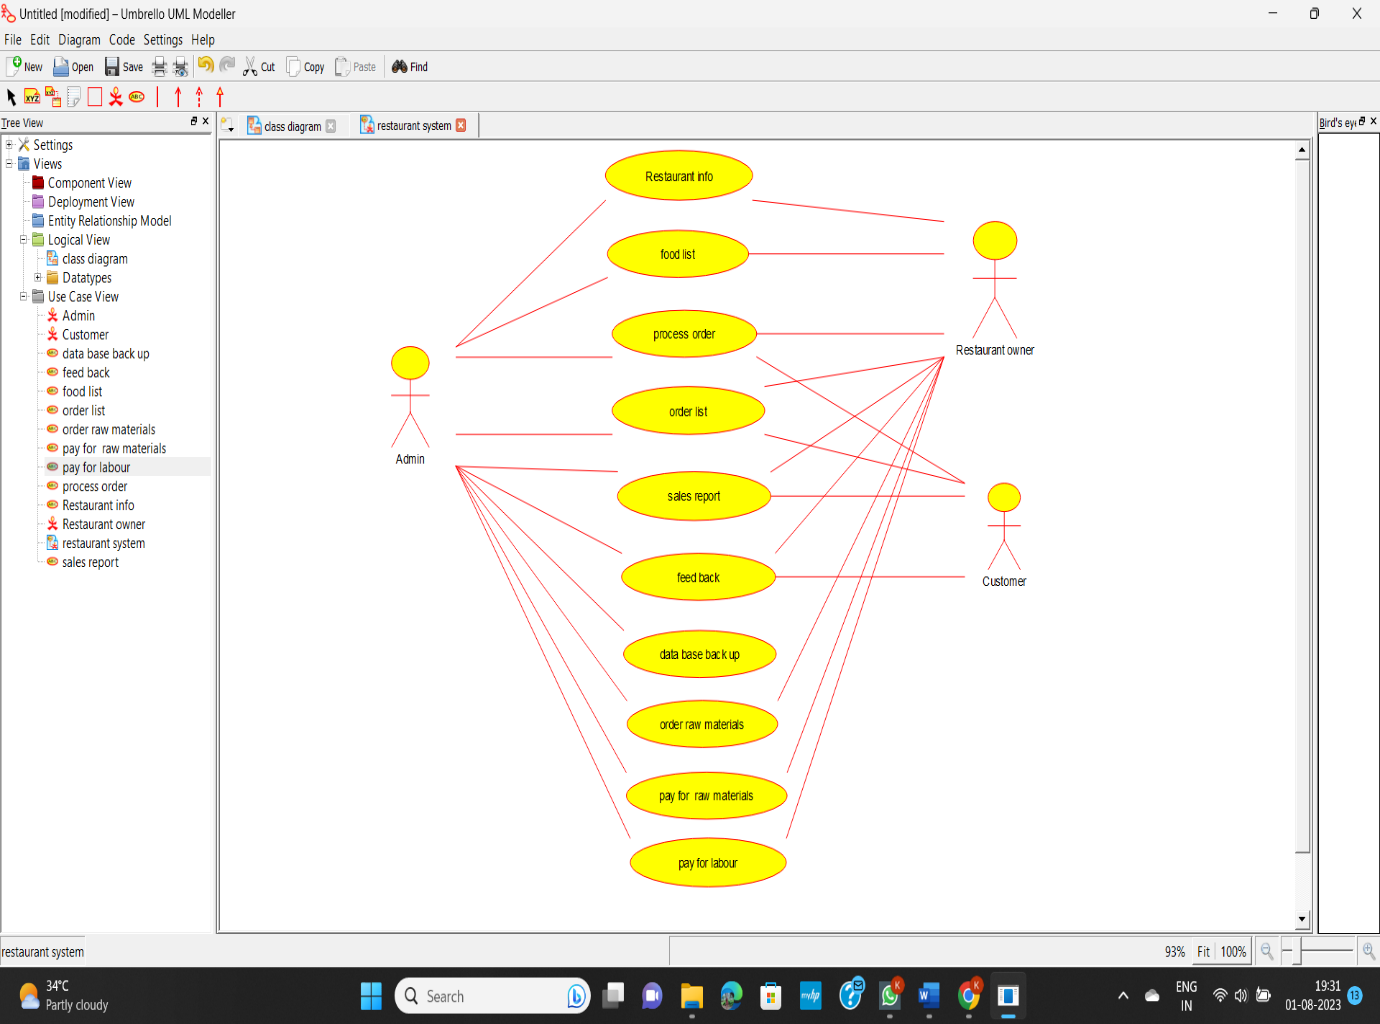 Untitled [modified] – Umbrello UML Modeller
File Edit Diagram Code Settings Help
New Open Save Cut Copy Paste Find
XYZ ABC
Tree View
class diagram restaurant system
Bird's eye
Settings
Views
Component View
Deployment View
Entity Relationship Model
Logical View
class diagram
Datatypes
Use Case View
Admin
Customer
data base back up
feed back
food list
order list
order raw materials
pay for raw materials
pay for labour
process order
Restaurant info
Restaurant owner
restaurant system
sales report
Restaurant info
food list
process order
Restaurant owner
order list
Admin
sales report
feed back
Customer
data base back up
order raw materials
pay for raw materials
pay for labour
restaurant system
93% Fit 100%
34°C
Partly cloudy
Search
ENG
IN
19:31
01-08-2023
13